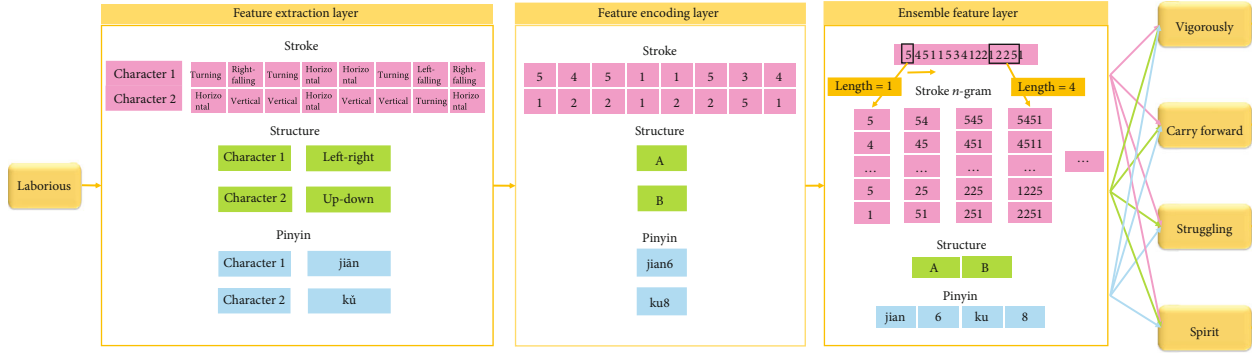 Feature extraction layer
Feature encoding layer
Ensemble feature layer
Laborious
Stroke
Character 1
Turning
Right-
falling
Turning
Horizo
ntal
Horizo
ntal
Turning
Left-
falling
Right-
falling
Character 2
Horizo
ntal
Vertical
Vertical
Horizo
ntal
Vertical
Vertical
Turning
Horizo
ntal
Structure
Character 1
Left-right
Character 2
Up-down
Pinyin
Character 1
jiān
Character 2
kǔ
Stroke
5 4 5 1 1 5 3 4
1 2 2 1 2 2 5 1
Structure
A
B
Pinyin
jian6
ku8
5451153412212251
Length = 1
Stroke n-gram
Length = 4
5 54 545 5451
4 45 451 4511
... ... ... ...
...
5 25 225 1225
1 51 251 2251
Structure
A B
Pinyin
jian 6 ku 8
Vigorously
Carry forward
Struggling
Spirit